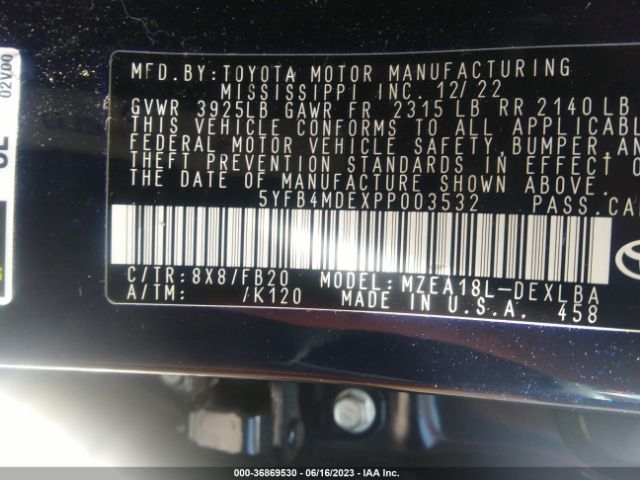 MFD.BY:TOYOTA MOTOR MANUFACTURING
MISSISSIPPI INC. 12/22
GVWR 3925LB GAWR FR 2315 LB RR 2140 LB
THIS VEHICLE CONFORMS TO ALL APPLICABL
FEDERAL MOTOR VEHICLE SAFETY,BUMPER AN
THEFT PREVENTION STANDARDS IN EFFECT O
THE DATE OF MANUFACTURE SHOWN ABOVE.
5YFB4MDEXPP003532 PASS.CA
C/TR:8X8/FB20 MODEL:MZEA18L-DEXLBA
A/TM: /K120 MADE IN U.S.A. 458
02V00
000-36869530 - 06/16/2023 - IAA Inc.